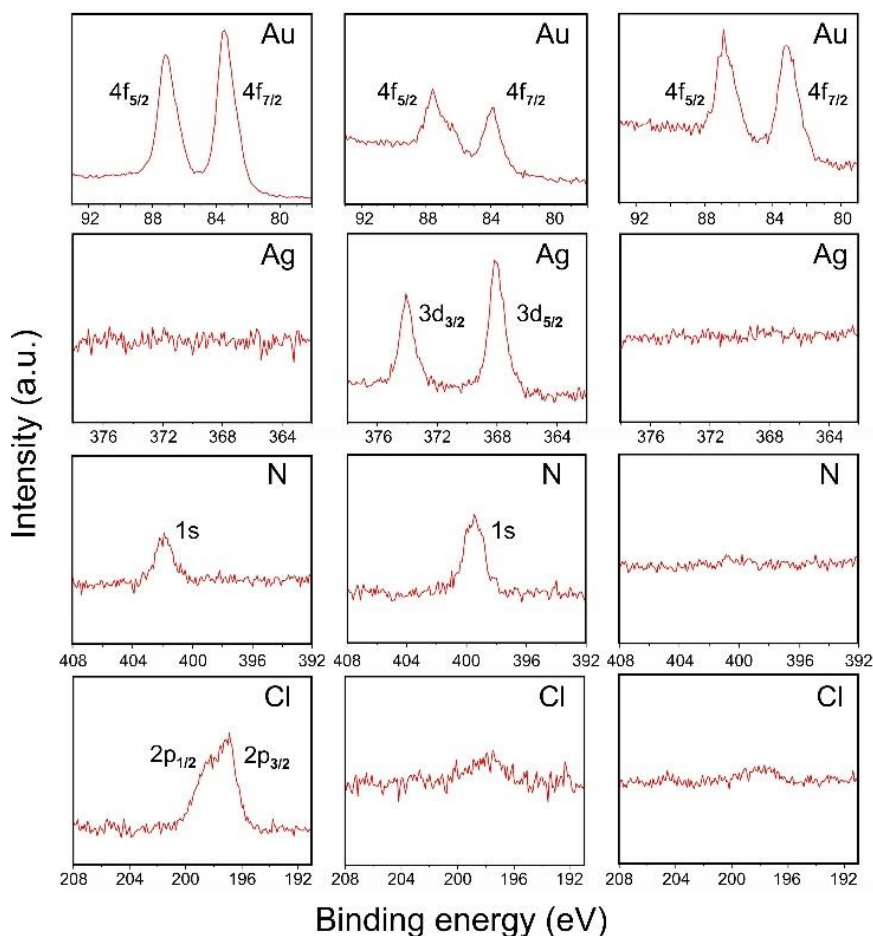 Au Au Au
4f5/2 4f7/2 4f5/2 4f7/2 4f5/2 4f7/2
92 88 84 80 92 88 84 80 92 88 84 80
Ag Ag Ag
3d3/2 3d5/2
376 372 368 364 376 372 368 364 376 372 368 364
N N N
1s 1s
408 404 400 396 392 408 404 400 396 392 408 404 400 396 392
Cl Cl Cl
2p1/2 2p3/2
208 204 200 196 192 208 204 200 196 192 208 204 200 196 192
Intensity (a.u.)
Binding energy (eV)